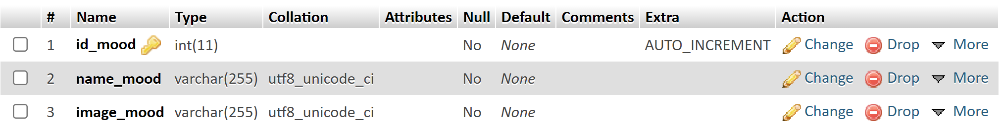 # Name Type Collation Attributes Null Default Comments Extra Action
1 id_mood int(11) No None AUTO_INCREMENT Change Drop More
2 name_mood varchar(255) utf8_unicode_ci No None Change Drop More
3 image_mood varchar(255) utf8_unicode_ci No None Change Drop More